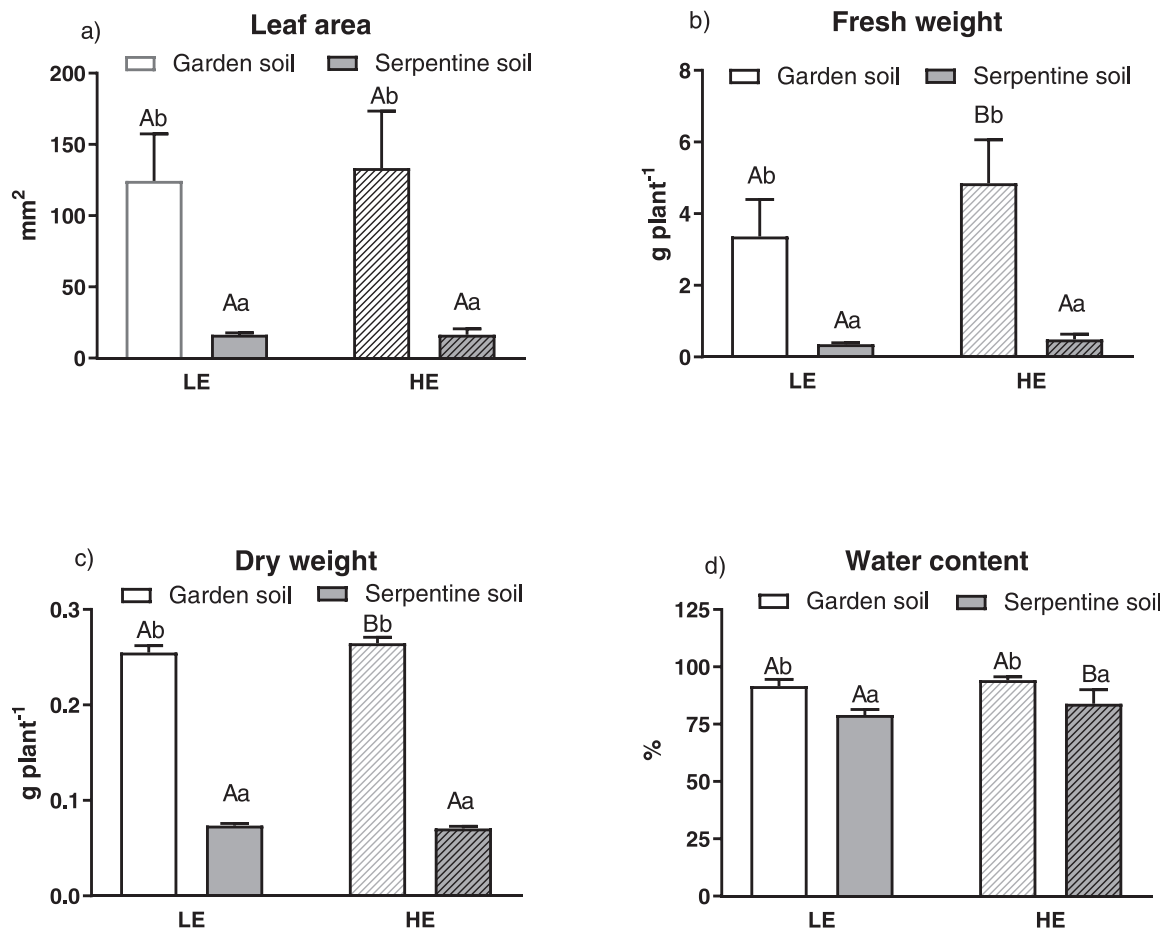 a) Leaf area
Garden soil Serpentine soil
200
150
100
50
0
mm²
Ab
Aa
Ab
Aa
LE HE
b) Fresh weight
Garden soil Serpentine soil
8
6
4
2
0
g plant⁻¹
Ab
Aa
Bb
Aa
LE HE
c) Dry weight
Garden soil Serpentine soil
0.3
0.2
0.1
0.0
g plant⁻¹
Ab
Aa
Bb
Aa
LE HE
d) Water content
Garden soil Serpentine soil
125
100
75
50
25
0
%
Ab
Aa
Ab
Ba
LE HE